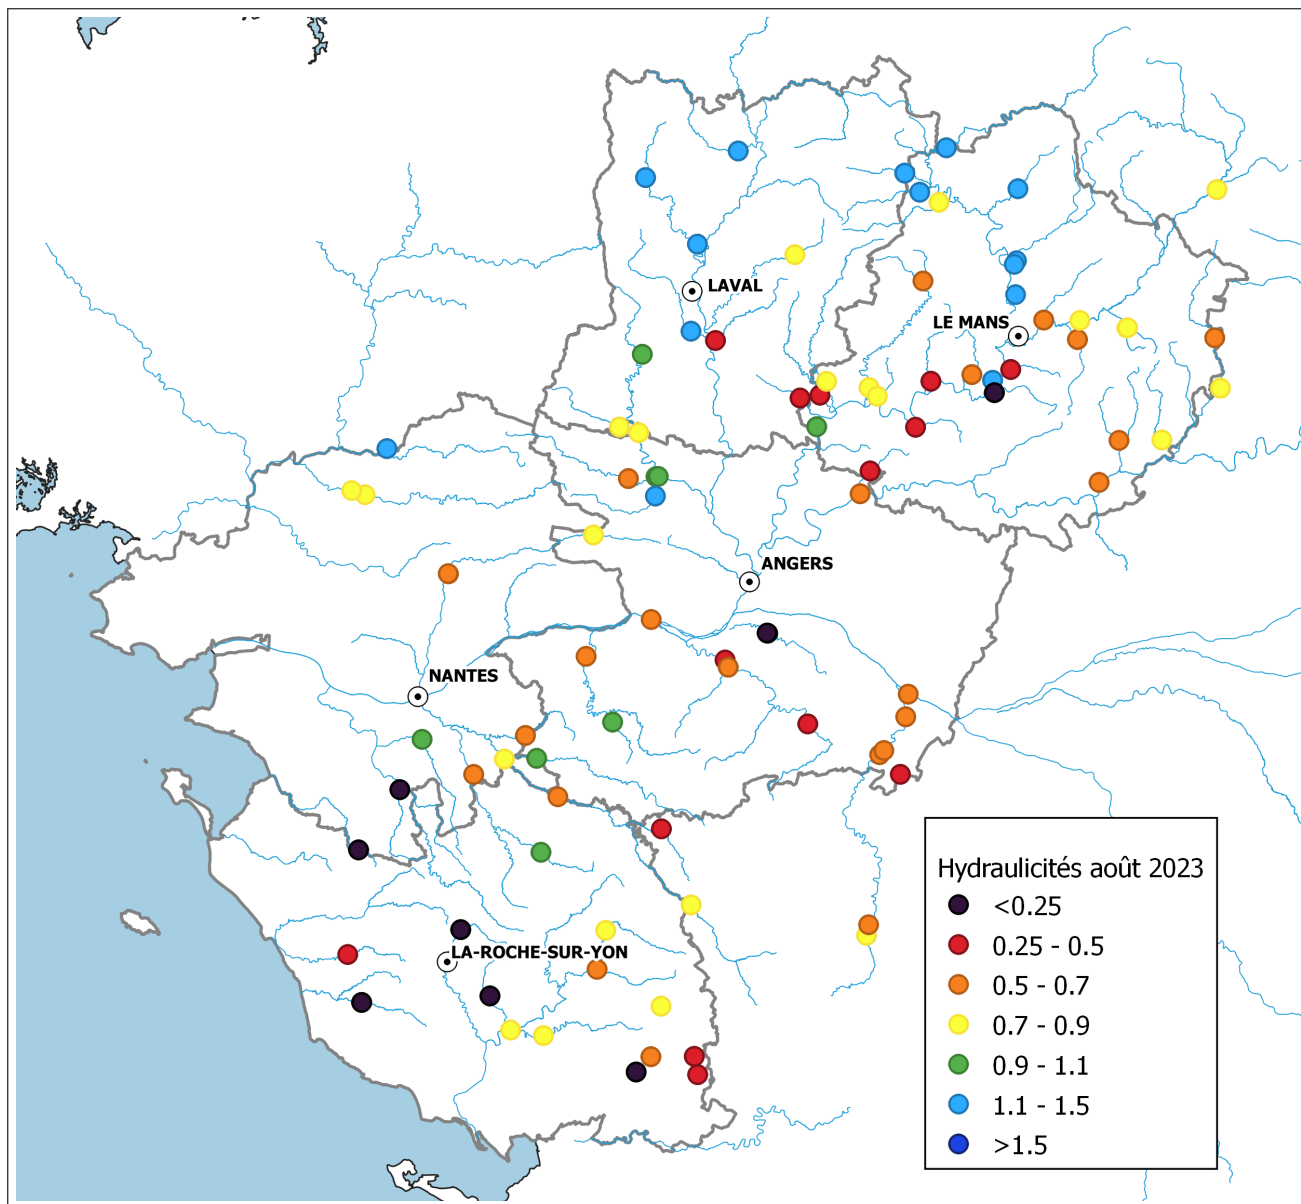 LAVAL
LE MANS
ANGERS
NANTES
LA-ROCHE-SUR-YON
Hydraulicités août 2023
<0.25
0.25 - 0.5
0.5 - 0.7
0.7 - 0.9
0.9 - 1.1
1.1 - 1.5
>1.5